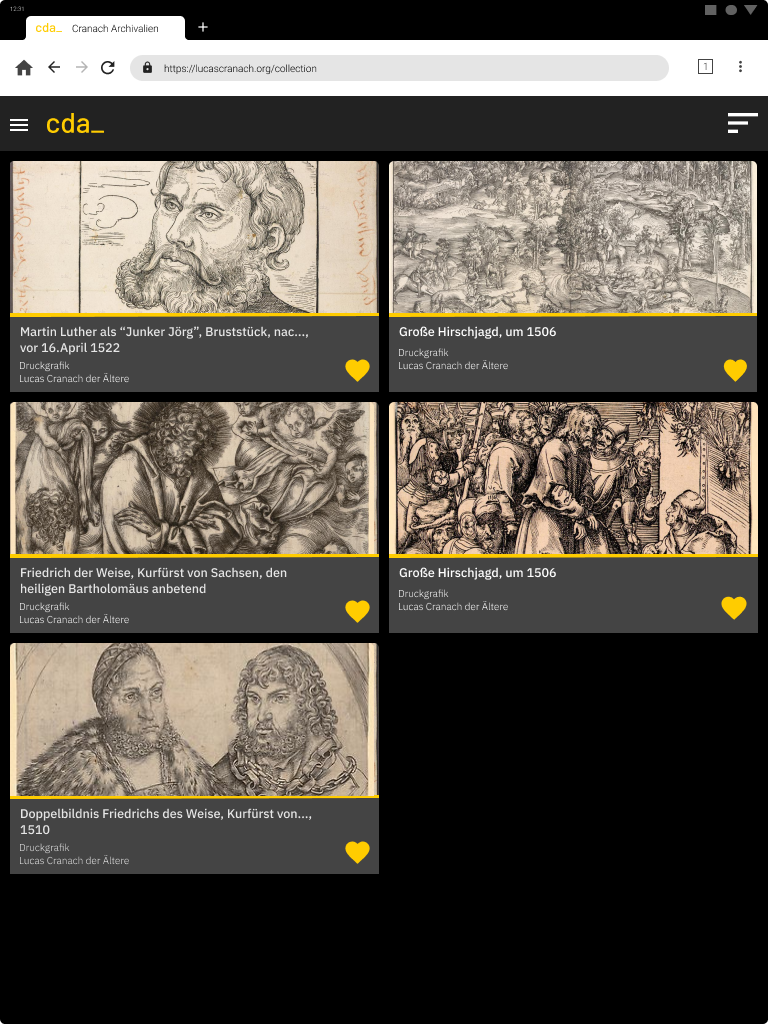 12:31
cda_ Cranach Archivalien
https://lucascranach.org/collection
1
cda_
Martin Luther als “Junker Jörg”, Bruststück, nac...,
vor 16.April 1522
Druckgrafik
Lucas Cranach der Ältere
Große Hirschjagd, um 1506
Druckgrafik
Lucas Cranach der Ältere
Friedrich der Weise, Kurfürst von Sachsen, den
heiligen Bartholomäus anbetend
Druckgrafik
Lucas Cranach der Ältere
Große Hirschjagd, um 1506
Druckgrafik
Lucas Cranach der Ältere
Doppelbildnis Friedrichs des Weise, Kurfürst von...,
1510
Druckgrafik
Lucas Cranach der Ältere